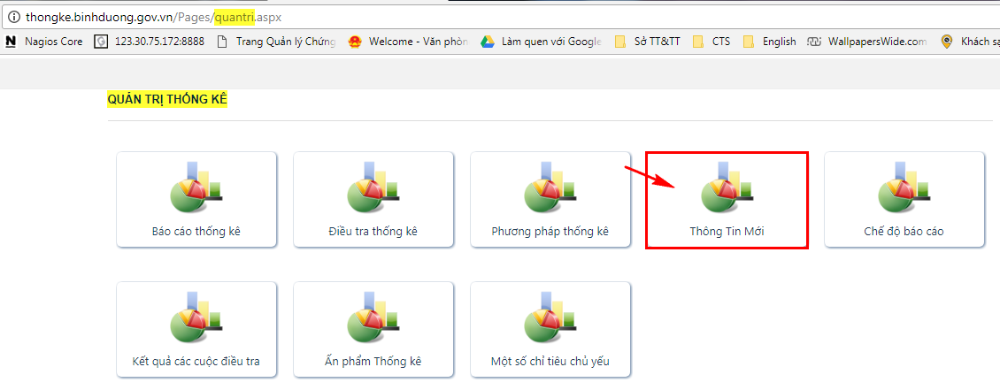 thongke.binhduong.gov.vn/Pages/quantri.aspx
Nagios Core 123.30.75.172:8888 Trang Quản lý Chứng Welcome - Văn phòn Làm quen với Google Sở TT&TT CTS English WallpapersWide.com Khách sạ
QUẢN TRỊ THỐNG KÊ
Báo cáo thống kê Điều tra thống kê Phương pháp thống kê Thông Tin Mới Chế độ báo cáo
Kết quả các cuộc điều tra Ấn phẩm Thống kê Một số chỉ tiêu chủ yếu